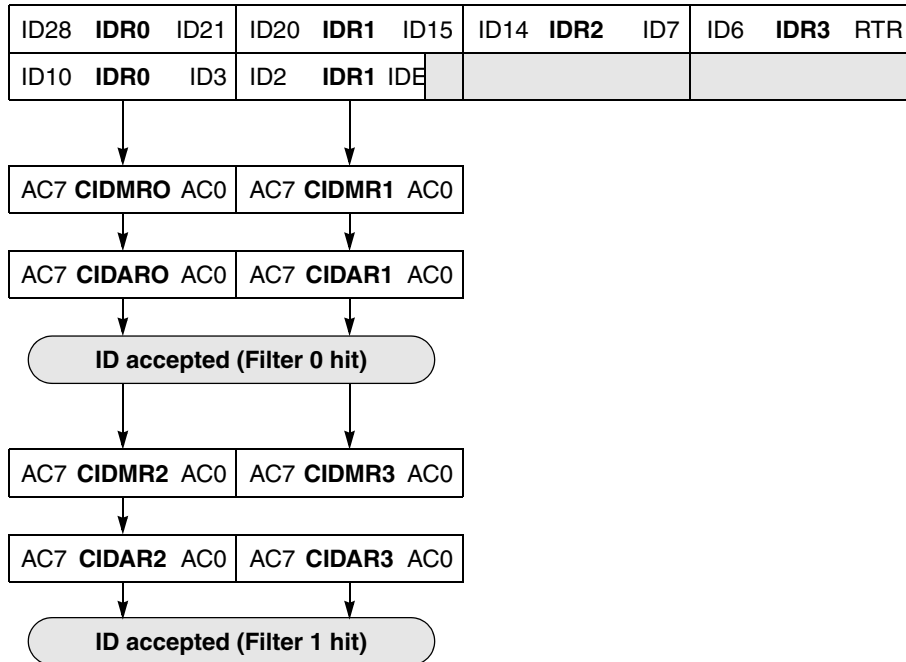 ID28 IDR0 ID21 ID20 IDR1 ID15 ID14 IDR2 ID7 ID6 IDR3 RTR
ID10 IDR0 ID3 ID2 IDR1 IDE
AC7 CIDMRO AC0 AC7 CIDMR1 AC0
AC7 CIDARO AC0 AC7 CIDAR1 AC0
ID accepted (Filter 0 hit)
AC7 CIDMR2 AC0 AC7 CIDMR3 AC0
AC7 CIDAR2 AC0 AC7 CIDAR3 AC0
ID accepted (Filter 1 hit)